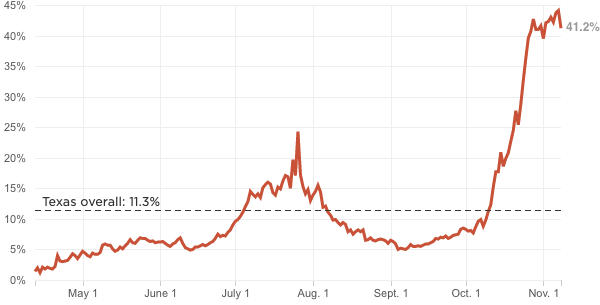 45%
40%
35%
30%
25%
20%
15%
10%
5%
0%
41.2%
Texas overall: 11.3%
May 1
June 1
July 1
Aug. 1
Sept. 1
Oct. 1
Nov. 1